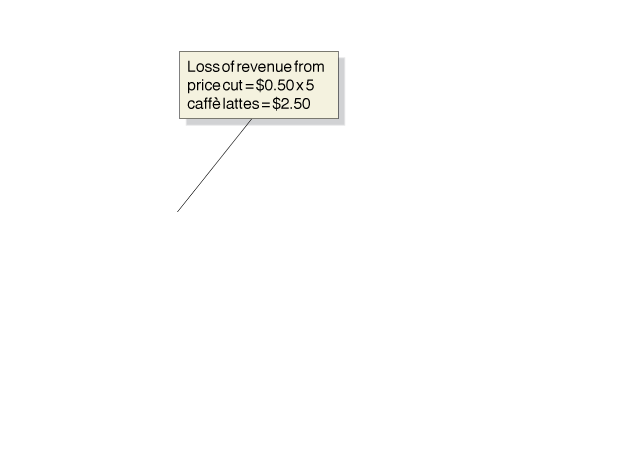 Loss of revenue from
price cut = $0.50 x 5
caffè lattes = $2.50